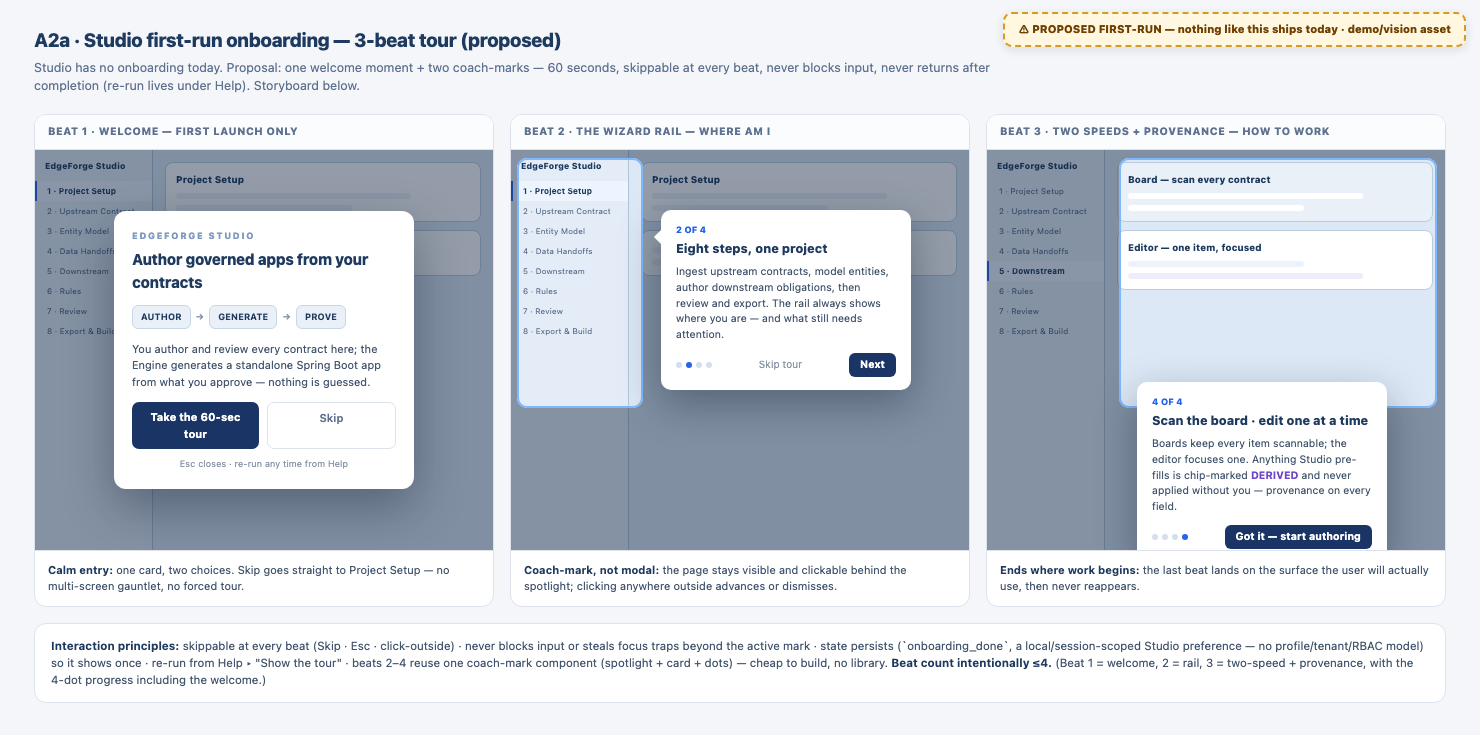 ⚠ PROPOSED FIRST-RUN — nothing like this ships today · demo/vision asset
A2a · Studio first-run onboarding — 3-beat tour (proposed)
Studio has no onboarding today. Proposal: one welcome moment + two coach-marks — 60 seconds, skippable at every beat, never blocks input, never returns after
completion (re-run lives under Help). Storyboard below.
BEAT 1 · WELCOME — FIRST LAUNCH ONLY
EdgeForge Studio
1 · Project Setup
2 · Upstream Contract
3 · Entity Model
4 · Data Handoffs
5 · Downstream
6 · Rules
7 · Review
8 · Export & Build
Project Setup
EDGEFORGE STUDIO
Author governed apps from your
contracts
AUTHOR → GENERATE → PROVE
You author and review every contract here; the
Engine generates a standalone Spring Boot app
from what you approve — nothing is guessed.
Take the 60-sec
tour
Skip
Esc closes · re-run any time from Help
Calm entry: one card, two choices. Skip goes straight to Project Setup — no
multi-screen gauntlet, no forced tour.
BEAT 2 · THE WIZARD RAIL — WHERE AM I
EdgeForge Studio
1 · Project Setup
2 · Upstream Contract
3 · Entity Model
4 · Data Handoffs
5 · Downstream
6 · Rules
7 · Review
8 · Export & Build
Project Setup
2 OF 4
Eight steps, one project
Ingest upstream contracts, model entities,
author downstream obligations, then
review and export. The rail always shows
where you are — and what still needs
attention.
Skip tour
Next
Coach-mark, not modal: the page stays visible and clickable behind the
spotlight; clicking anywhere outside advances or dismisses.
BEAT 3 · TWO SPEEDS + PROVENANCE — HOW TO WORK
EdgeForge Studio
1 · Project Setup
2 · Upstream Contract
3 · Entity Model
4 · Data Handoffs
5 · Downstream
6 · Rules
7 · Review
8 · Export & Build
Board — scan every contract
Editor — one item, focused
4 OF 4
Scan the board · edit one at a time
Boards keep every item scannable; the
editor focuses one. Anything Studio pre-
fills is chip-marked DERIVED and never
applied without you — provenance on every
field.
Got it — start authoring
Ends where work begins: the last beat lands on the surface the user will actually
use, then never reappears.
Interaction principles: skippable at every beat (Skip · Esc · click-outside) · never blocks input or steals focus traps beyond the active mark · state persists (`onboarding_done`, a local/session-scoped Studio preference — no profile/tenant/RBAC model)
so it shows once · re-run from Help ▸ "Show the tour" · beats 2–4 reuse one coach-mark component (spotlight + card + dots) — cheap to build, no library. Beat count intentionally ≤4. (Beat 1 = welcome, 2 = rail, 3 = two-speed + provenance, with the
4-dot progress including the welcome.)